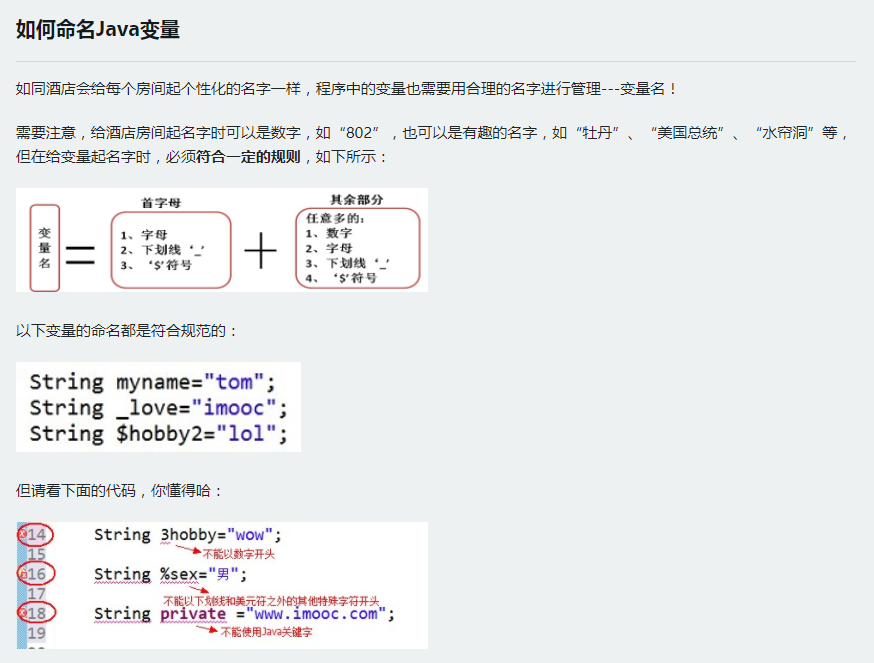 如何命名Java变量
如同酒店会给每个房间起个性化的名字一样，程序中的变量也需要用合理的名字进行管理---变量名！
需要注意，给酒店房间起名字时可以是数字，如“802”，也可以是有趣的名字，如“牡丹”、“美国总统”、“水帘洞”等，
但在给变量起名字时，必须符合一定的规则，如下所示：
首字母
其余部分
变量名
=
1、字母
2、下划线‘_’
3、‘$’符号
+
任意多的:
1、数字
2、字母
3、下划线‘_’
4、‘$’符号
以下变量的命名都是符合规范的：
String myname="tom";
String _love="imooc";
String $hobby2="lol";
但请看下面的代码，你懂得哈：
14 String 3hobby="wow";
15 不能以数字开头
16 String %sex="男";
17 不能以下划线和美元符之外的其他特殊字符开头
18 String private ="www.imooc.com";
19 不能使用Java关键字